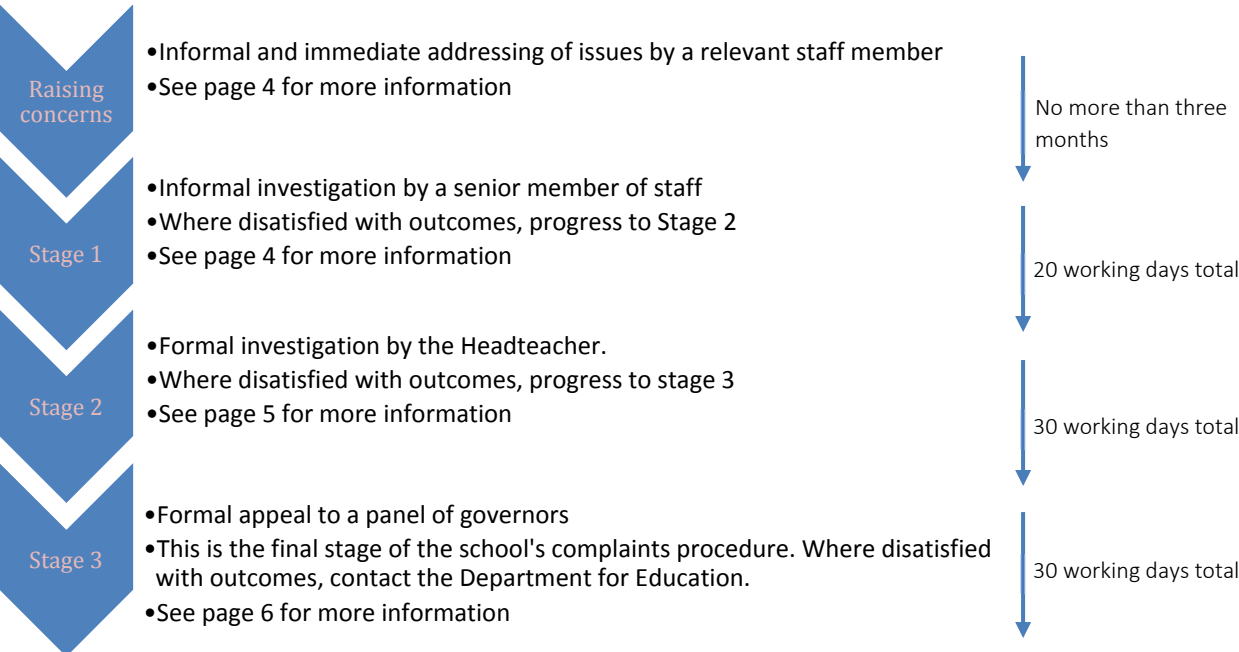 Raising
concerns
•Informal and immediate addressing of issues by a relevant staff member
•See page 4 for more information
No more than three
months
Stage 1
•Informal investigation by a senior member of staff
•Where disatisfied with outcomes, progress to Stage 2
•See page 4 for more information
20 working days total
Stage 2
•Formal investigation by the Headteacher.
•Where disatisfied with outcomes, progress to stage 3
•See page 5 for more information
30 working days total
Stage 3
•Formal appeal to a panel of governors
•This is the final stage of the school's complaints procedure. Where disatisfied
with outcomes, contact the Department for Education.
•See page 6 for more information
30 working days total